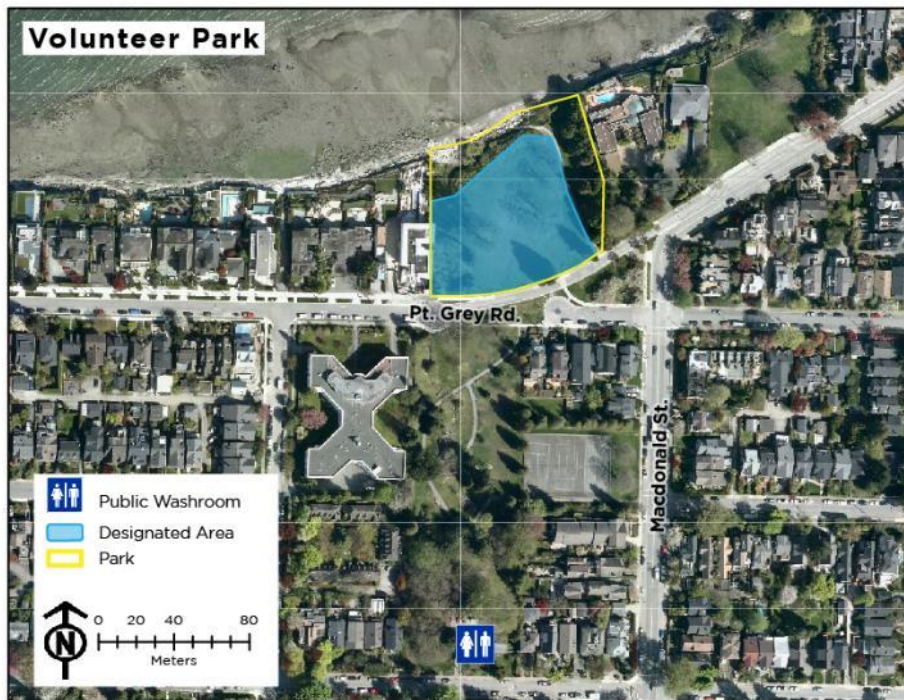 Volunteer Park
Pt. Grey Rd.
Macdonald St.
Public Washroom
Designated Area
Park
N
0 20 40 80
Meters